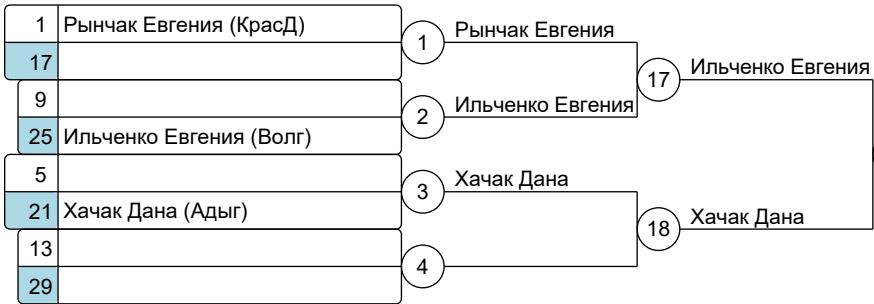 1 Рынчак Евгения (КрасД)
17
9
25 Ильченко Евгения (Волг)
5
21 Хачак Дана (Адыг)
13
29
1 Рынчак Евгения
2 Ильченко Евгения
3 Хачак Дана
4
17 Ильченко Евгения
18 Хачак Дана